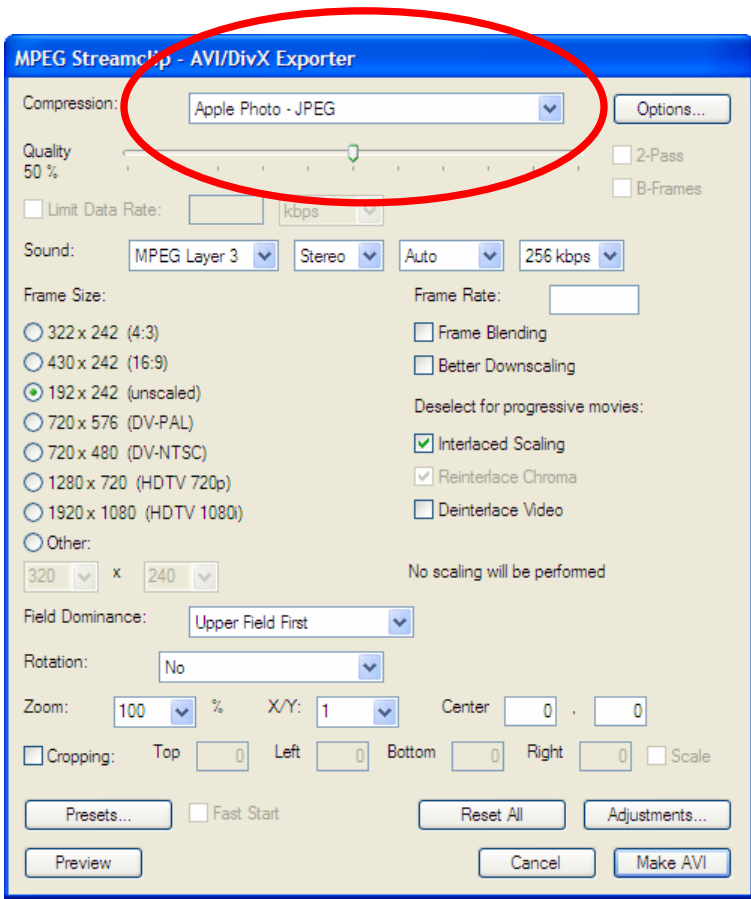 MPEG Streamclip - AVI/DivX Exporter
Compression: Apple Photo - JPEG Options...
Quality
50 % 2-Pass
B-Frames
Limit Data Rate: kbps
Sound: MPEG Layer 3 Stereo Auto 256 kbps
Frame Size: Frame Rate:
322 x 242 (4:3) Frame Blending
430 x 242 (16:9) Better Downscaling
192 x 242 (unscaled)
Deselect for progressive movies:
720 x 576 (DV-PAL)
720 x 480 (DV-NTSC) Interlaced Scaling
1280 x 720 (HDTV 720p) Reinterlace Chroma
1920 x 1080 (HDTV 1080i) Deinterlace Video
Other:
320 x 240 No scaling will be performed
Field Dominance: Upper Field First
Rotation: No
Zoom: 100 % X/Y: 1 Center 0 . 0
Cropping: Top 0 Left 0 Bottom 0 Right 0 Scale
Presets... Fast Start Reset All Adjustments...
Preview Cancel Make AVI